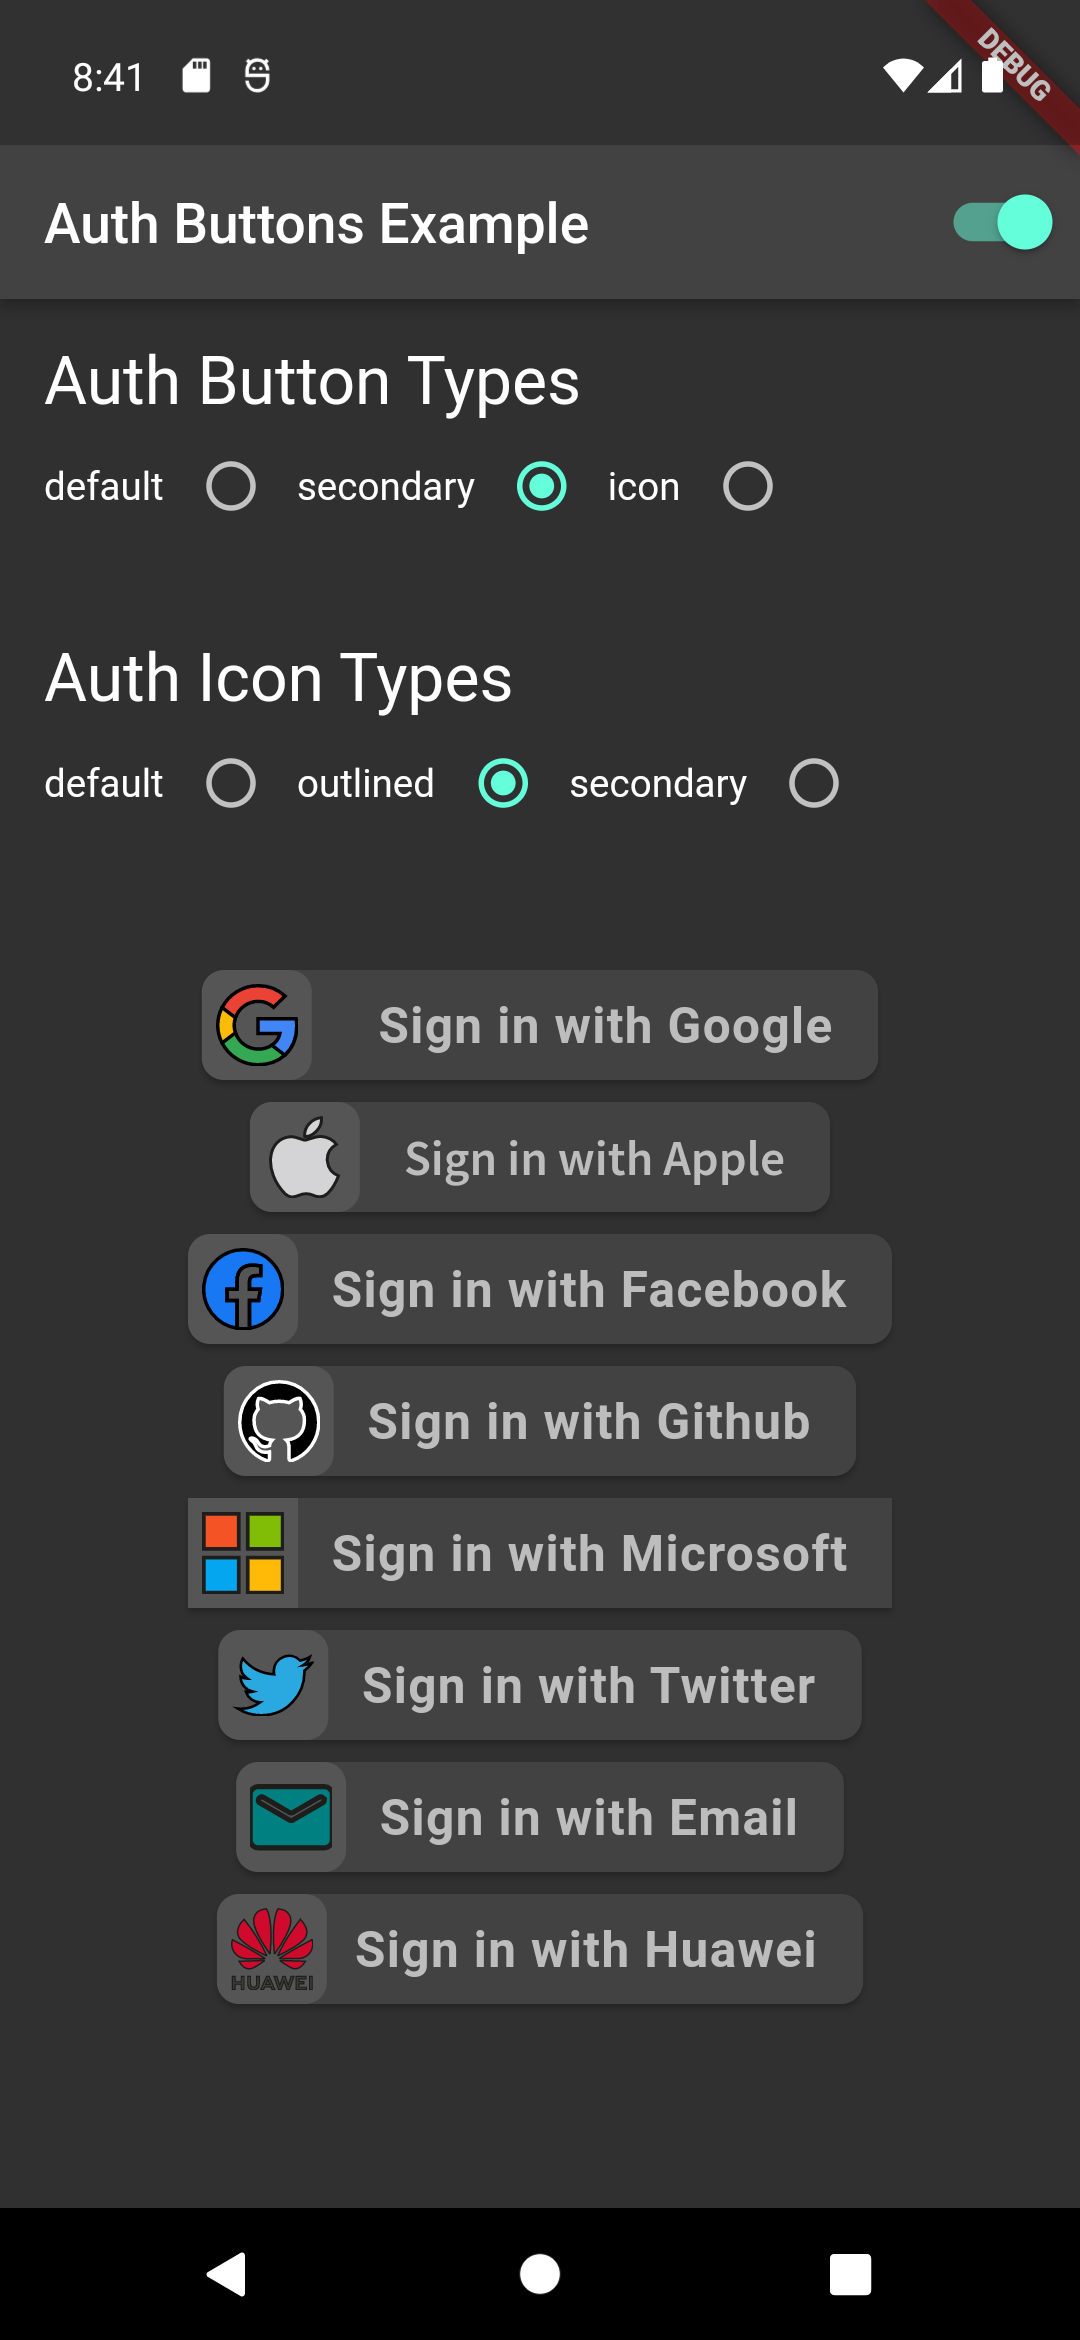 8:41
DEBUG
Auth Buttons Example
Auth Button Types
default secondary icon
Auth Icon Types
default outlined secondary
Sign in with Google
Sign in with Apple
Sign in with Facebook
Sign in with Github
Sign in with Microsoft
Sign in with Twitter
Sign in with Email
Sign in with Huawei
HUAWEI